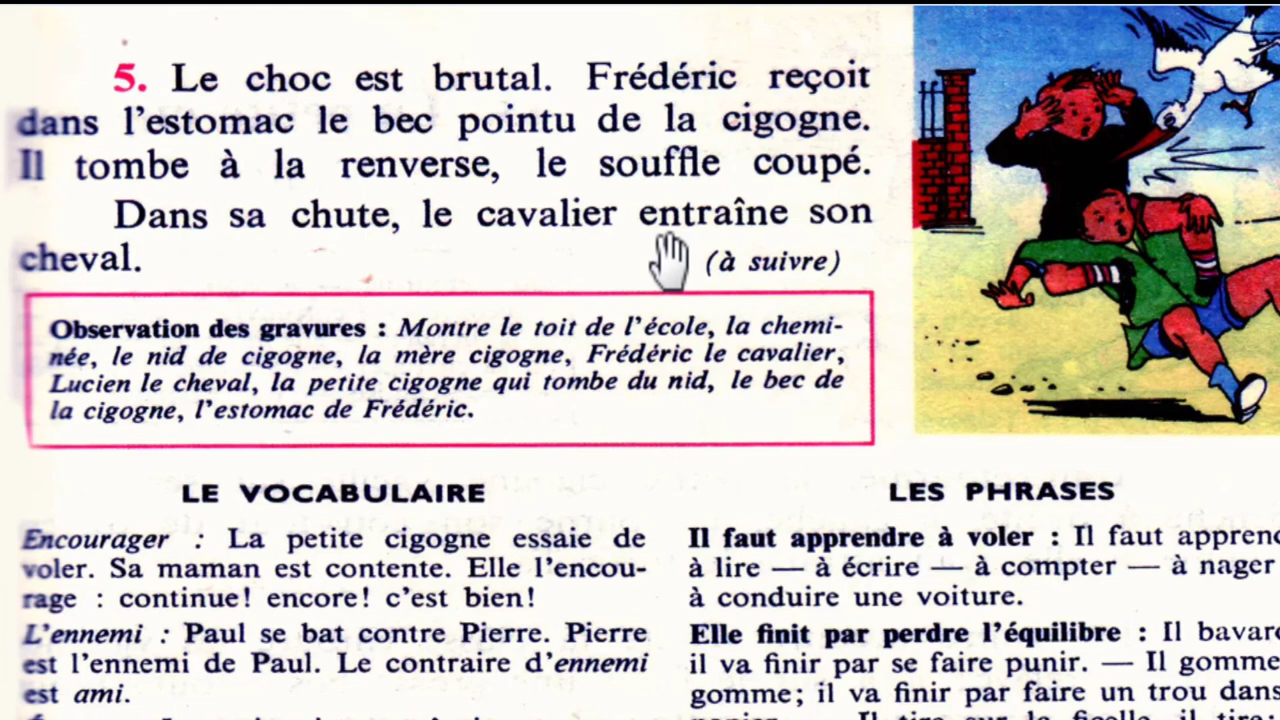 5. Le choc est brutal. Frédéric reçoit
dans l'estomac le bec pointu de la cigogne.
Il tombe à la renverse, le souffle coupé.
Dans sa chute, le cavalier entraîne son
cheval.
(à suivre)
Observation des gravures : Montre le toit de l'école, la chemi-
née, le nid de cigogne, la mère cigogne, Frédéric le cavalier,
Lucien le cheval, la petite cigogne qui tombe du nid, le bec de
la cigogne, l'estomac de Frédéric.
LE VOCABULAIRE
Encourager : La petite cigogne essaie de
voler. Sa maman est contente. Elle l'encou-
rage : continue! encore! c'est bien!
L'ennemi : Paul se bat contre Pierre. Pierre
est l'ennemi de Paul. Le contraire d'ennemi
est ami.
LES PHRASES
Il faut apprendre à voler : Il faut apprend
à lire — à écrire — à compter — à nager
à conduire une voiture.
Elle finit par perdre l'équilibre : Il bavard
il va finir par se faire punir. — Il gomme
gomme; il va finir par faire un trou dans